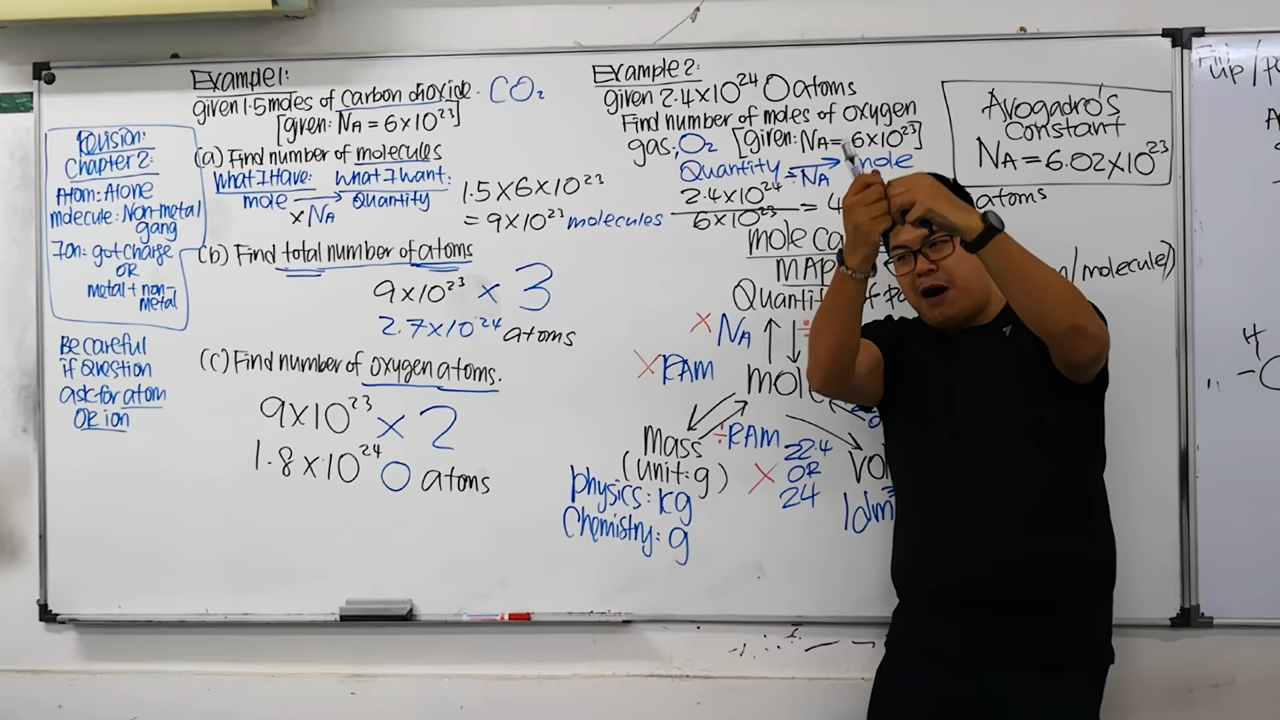 Example 1:
given 1.5 moles of carbon dioxide. CO₂
[given: NA = 6×10²³]
(a) Find number of molecules
What I Have: What I Want:
mole → Quantity
×NA
1.5×6×10²³
= 9×10²³ molecules
(b) Find total number of atoms
9×10²³ × 3
2.7×10²⁴ atoms
(c) Find number of oxygen atoms.
9×10²³ × 2
1.8×10²⁴ O atoms
Revision:
Chapter 2:
Atom: Alone
molecule: Non-metal
gang
Ion: got charge
OR
metal + non-
metal
Be careful
if question
ask for atom
OR ion
Example 2:
given 2.4×10²⁴ O atoms
Find number of moles of oxygen
gas, O₂ [given: NA = 6×10²³]
Quantity → mole
÷NA
2.4×10²⁴
6×10²³
= 4
atoms
mole
MAP
/molecule)
× NA ↑ ↓ ÷
×RAM
mole
Mass ÷RAM
(unit: g)
× 22.4
OR
24
1dm³
physics: kg
Chemistry: g
Avogadro's
constant
NA = 6.02×10²³
up/